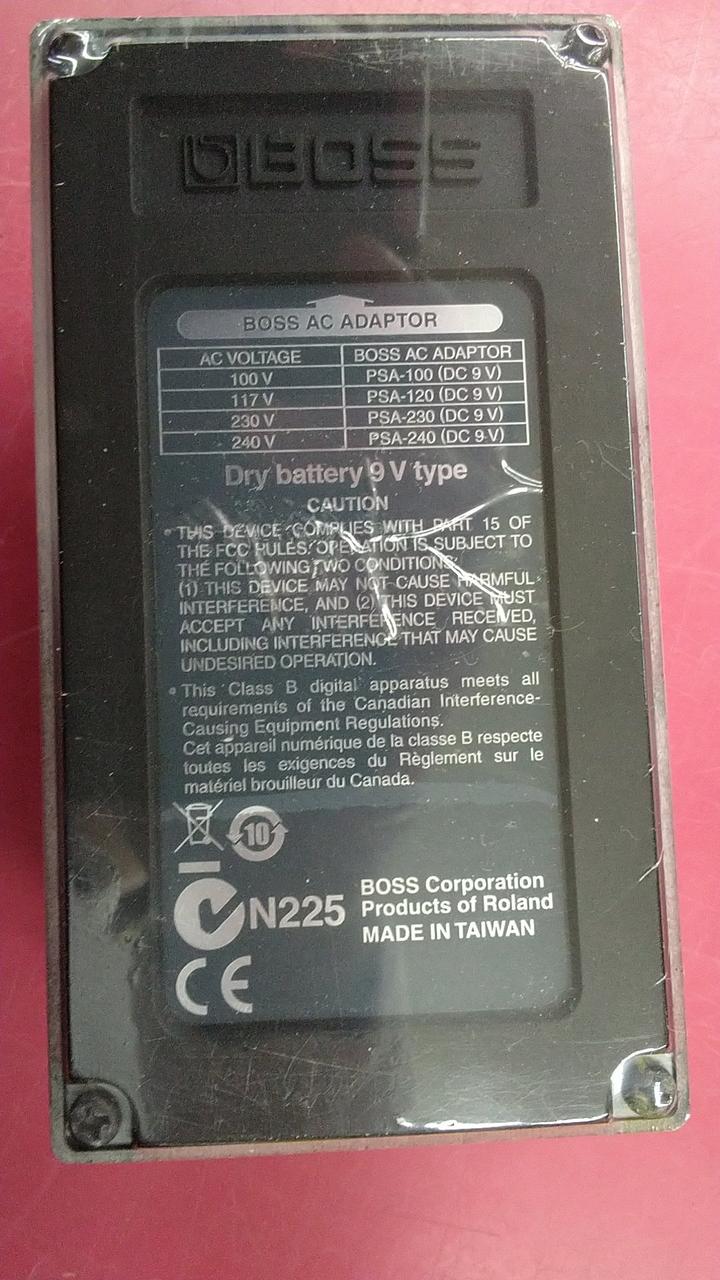 BOSS
BOSS AC ADAPTOR
AC VOLTAGE BOSS AC ADAPTOR
100 V PSA-100 (DC 9 V)
117 V PSA-120 (DC 9 V)
230 V PSA-230 (DC 9 V)
240 V PSA-240 (DC 9 V)
Dry battery 9 V type
CAUTION
• THIS DEVICE COMPLIES WITH PART 15 OF
THE FCC RULES. OPERATION IS SUBJECT TO
THE FOLLOWING TWO CONDITIONS:
(1) THIS DEVICE MAY NOT CAUSE HARMFUL
INTERFERENCE, AND (2) THIS DEVICE MUST
ACCEPT ANY INTERFERENCE RECEIVED,
INCLUDING INTERFERENCE THAT MAY CAUSE
UNDESIRED OPERATION.
• This Class B digital apparatus meets all
requirements of the Canadian Interference-
Causing Equipment Regulations.
Cet appareil numérique de la classe B respecte
toutes les exigences du Règlement sur le
matériel brouilleur du Canada.
10
N225
BOSS Corporation
Products of Roland
MADE IN TAIWAN
CE